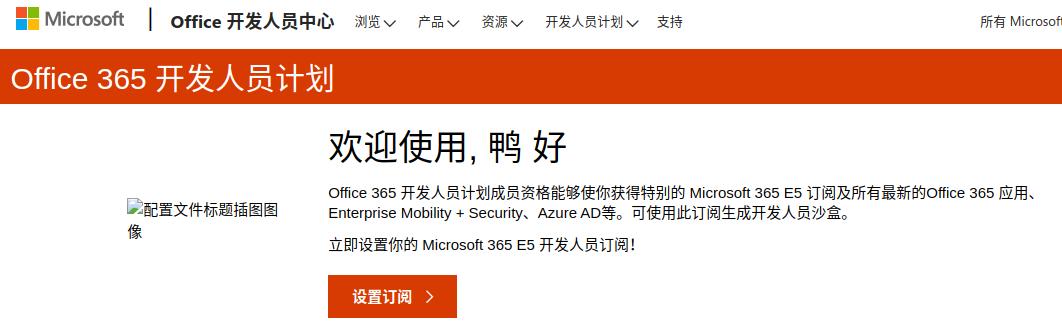 Microsoft | Office 开发人员中心 浏览 产品 资源 开发人员计划 支持 所有 Microsoft
Office 365 开发人员计划
欢迎使用, 鸭 好
Office 365 开发人员计划成员资格能够使你获得特别的 Microsoft 365 E5 订阅及所有最新的Office 365 应用、
Enterprise Mobility + Security、Azure AD等。可使用此订阅生成开发人员沙盒。
配置文件标题插图图
像
立即设置你的 Microsoft 365 E5 开发人员订阅！
设置订阅